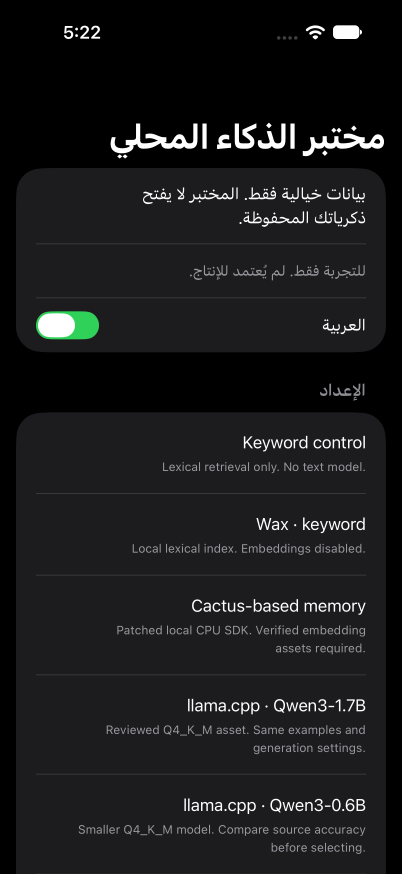 5:22
مختبر الذكاء المحلي
بيانات خيالية فقط. المختبر لا يفتح
ذكرياتك المحفوظة.
للتجربة فقط. لم يُعتمد للإنتاج.
العربية
الإعداد
Keyword control
Lexical retrieval only. No text model.
Wax · keyword
Local lexical index. Embeddings disabled.
Cactus-based memory
Patched local CPU SDK. Verified embedding
assets required.
llama.cpp · Qwen3-1.7B
Reviewed Q4_K_M asset. Same examples and
generation settings.
llama.cpp · Qwen3-0.6B
Smaller Q4_K_M model. Compare source accuracy
before selecting.